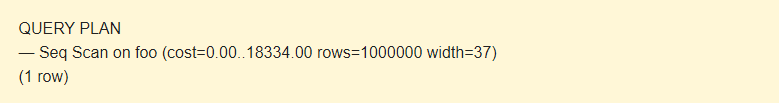 QUERY PLAN
— Seq Scan on foo (cost=0.00..18334.00 rows=1000000 width=37)
(1 row)